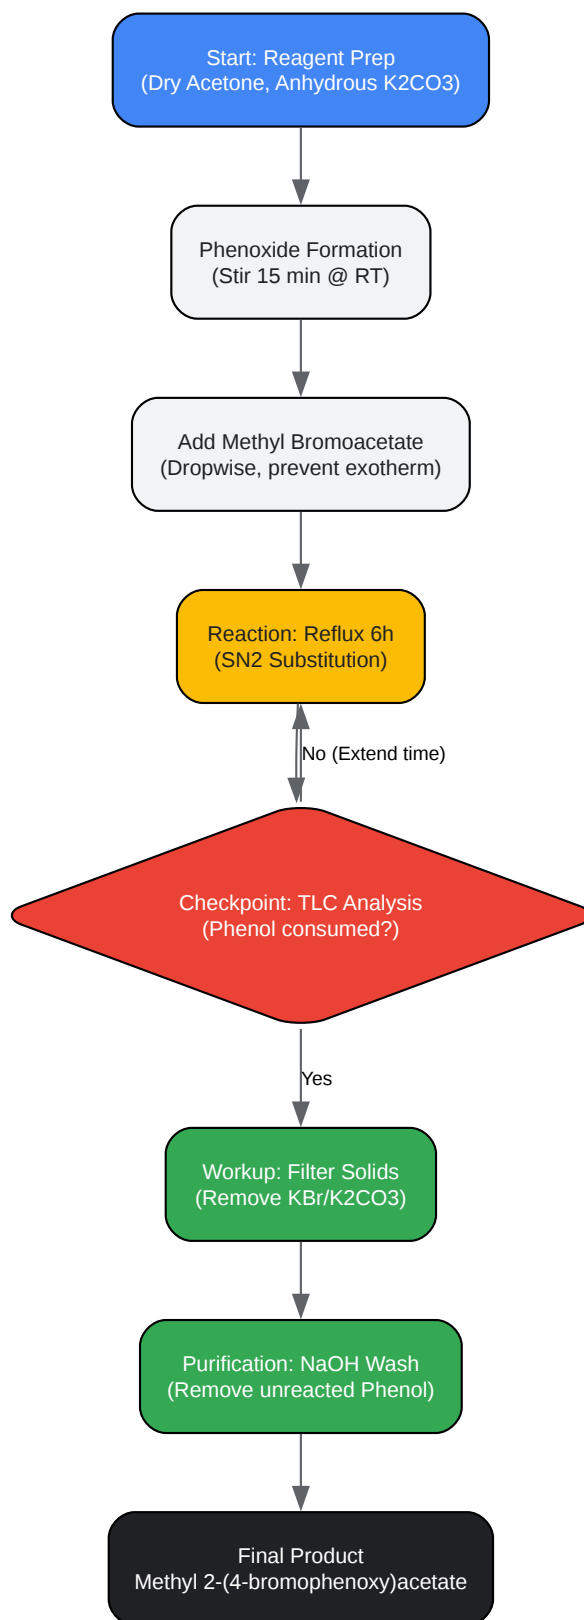 Start: Reagent Prep
(Dry Acetone, Anhydrous K2CO3)
Phenoxide Formation
(Stir 15 min @ RT)
Add Methyl Bromoacetate
(Dropwise, prevent exotherm)
Reaction: Reflux 6h
(SN2 Substitution)
No (Extend time)
Checkpoint: TLC Analysis
(Phenol consumed?)
Yes
Workup: Filter Solids
(Remove KBr/K2CO3)
Purification: NaOH Wash
(Remove unreacted Phenol)
Final Product
Methyl 2-(4-bromophenoxy)acetate